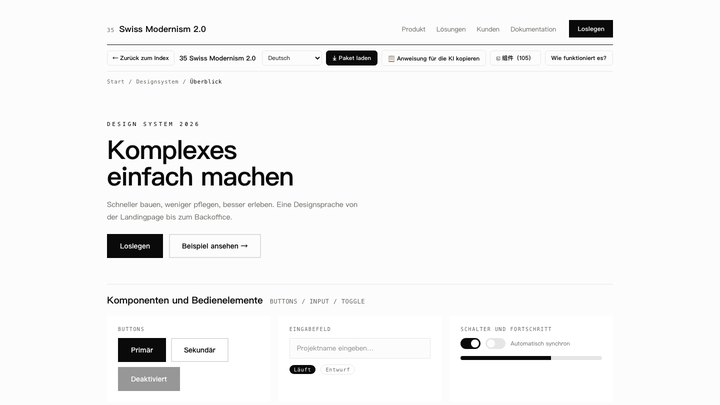 35 Swiss Modernism 2.0
Produkt Lösungen Kunden Dokumentation Loslegen
← Zurück zum Index 35 Swiss Modernism 2.0 Deutsch ⤓ Paket laden 📋 Anweisung für die KI kopieren ⧉ 组件 (105) Wie funktioniert es?
Start / Designsystem / Überblick
DESIGN SYSTEM 2026
Komplexes
einfach machen
Schneller bauen, weniger pflegen, besser erleben. Eine Designsprache von
der Landingpage bis zum Backoffice.
Loslegen Beispiel ansehen →
Komponenten und Bedienelemente BUTTONS / INPUT / TOGGLE
BUTTONS
Primär Sekundär
Deaktiviert
EINGABEFELD
Projektname eingeben…
Läuft Entwurf
SCHALTER UND FORTSCHRITT
Automatisch synchron